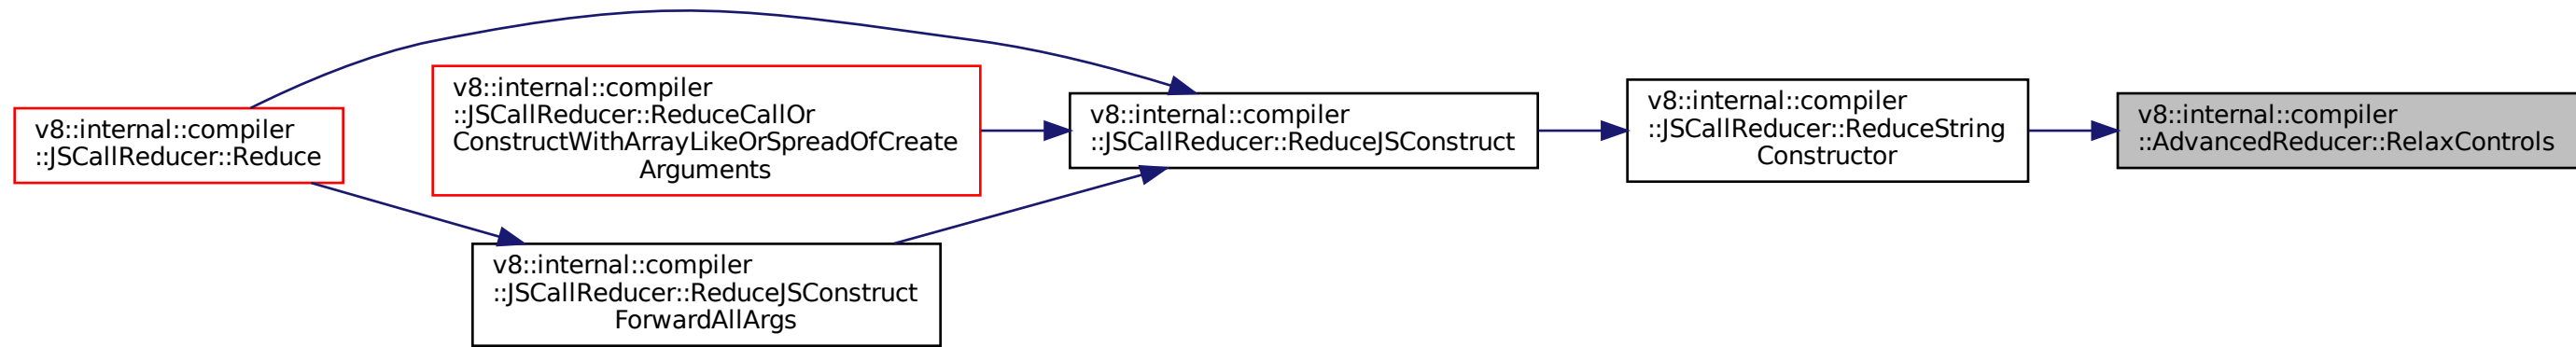 v8::internal::compiler
::JSCallReducer::Reduce
v8::internal::compiler
::JSCallReducer::ReduceCallOr
ConstructWithArrayLikeOrSpreadOfCreate
Arguments
v8::internal::compiler
::JSCallReducer::ReduceJSConstruct
ForwardAllArgs
v8::internal::compiler
::JSCallReducer::ReduceJSConstruct
v8::internal::compiler
::JSCallReducer::ReduceString
Constructor
v8::internal::compiler
::AdvancedReducer::RelaxControls